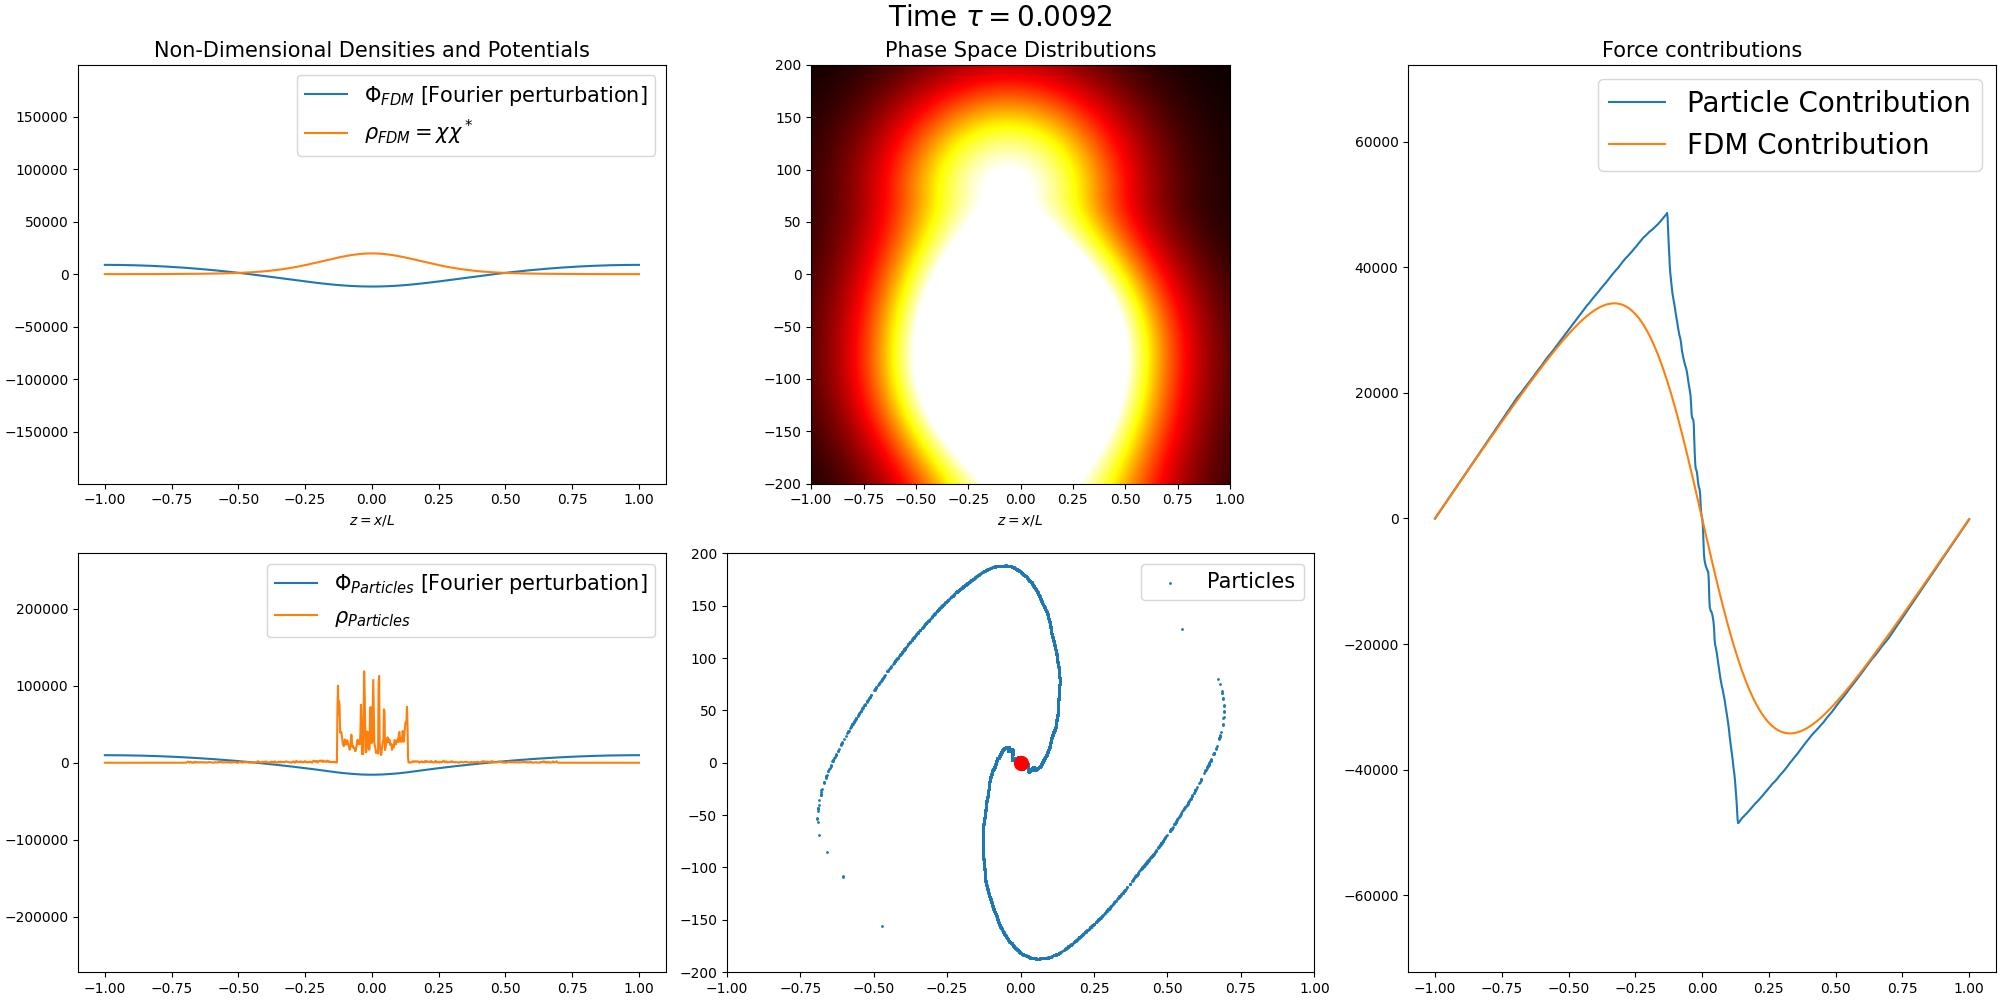 Time τ = 0.0092
Non-Dimensional Densities and Potentials
Φ_FDM [Fourier perturbation]
ρ_FDM = χχ*
150000
100000
50000
0
−50000
−100000
−150000
−1.00 −0.75 −0.50 −0.25 0.00 0.25 0.50 0.75 1.00
z = x/L
Phase Space Distributions
200
150
100
50
0
−50
−100
−150
−200
−1.00 −0.75 −0.50 −0.25 0.00 0.25 0.50 0.75 1.00
z = x/L
Force contributions
Particle Contribution
FDM Contribution
60000
40000
20000
0
−20000
−40000
−60000
−1.00 −0.75 −0.50 −0.25 0.00 0.25 0.50 0.75 1.00
Φ_Particles [Fourier perturbation]
ρ_Particles
200000
100000
0
−100000
−200000
−1.00 −0.75 −0.50 −0.25 0.00 0.25 0.50 0.75 1.00
Particles
200
150
100
50
0
−50
−100
−150
−200
−1.00 −0.75 −0.50 −0.25 0.00 0.25 0.50 0.75 1.00